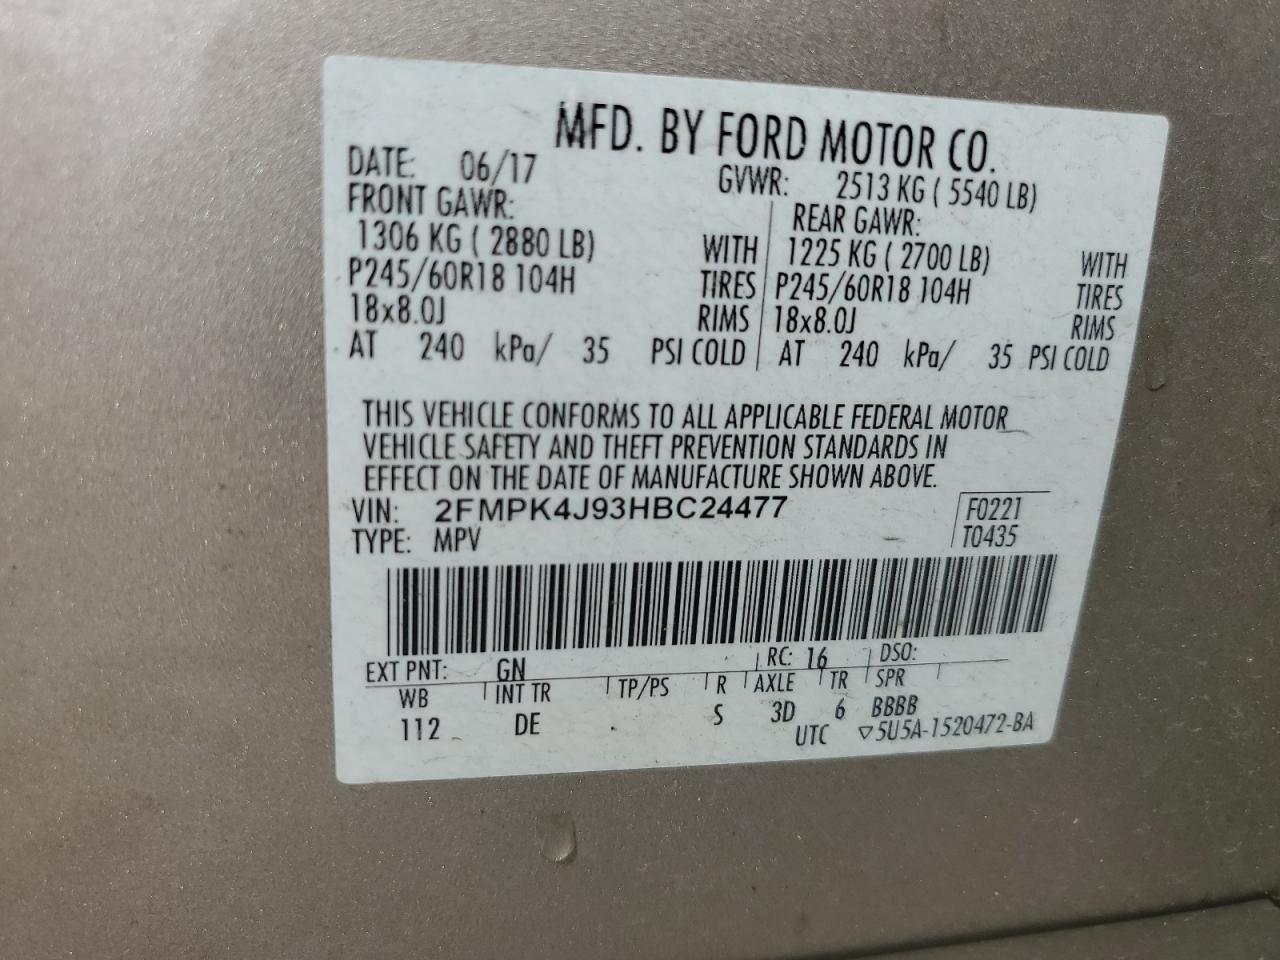 MFD. BY FORD MOTOR CO.
DATE: 06/17 GVWR: 2513 KG ( 5540 LB)
FRONT GAWR: REAR GAWR:
1306 KG ( 2880 LB) WITH 1225 KG ( 2700 LB) WITH
P245/60R18 104H TIRES P245/60R18 104H TIRES
18x8.0J RIMS 18x8.0J RIMS
AT 240 kPa/ 35 PSI COLD AT 240 kPa/ 35 PSI COLD
THIS VEHICLE CONFORMS TO ALL APPLICABLE FEDERAL MOTOR
VEHICLE SAFETY AND THEFT PREVENTION STANDARDS IN
EFFECT ON THE DATE OF MANUFACTURE SHOWN ABOVE.
VIN: 2FMPK4J93HBC24477 F0221
TYPE: MPV T0435
EXT PNT: GN RC: 16 DSO:
WB INT TR TP/PS R AXLE TR SPR
112 DE S 3D 6 BBBB
UTC ▽5U5A-1520472-BA